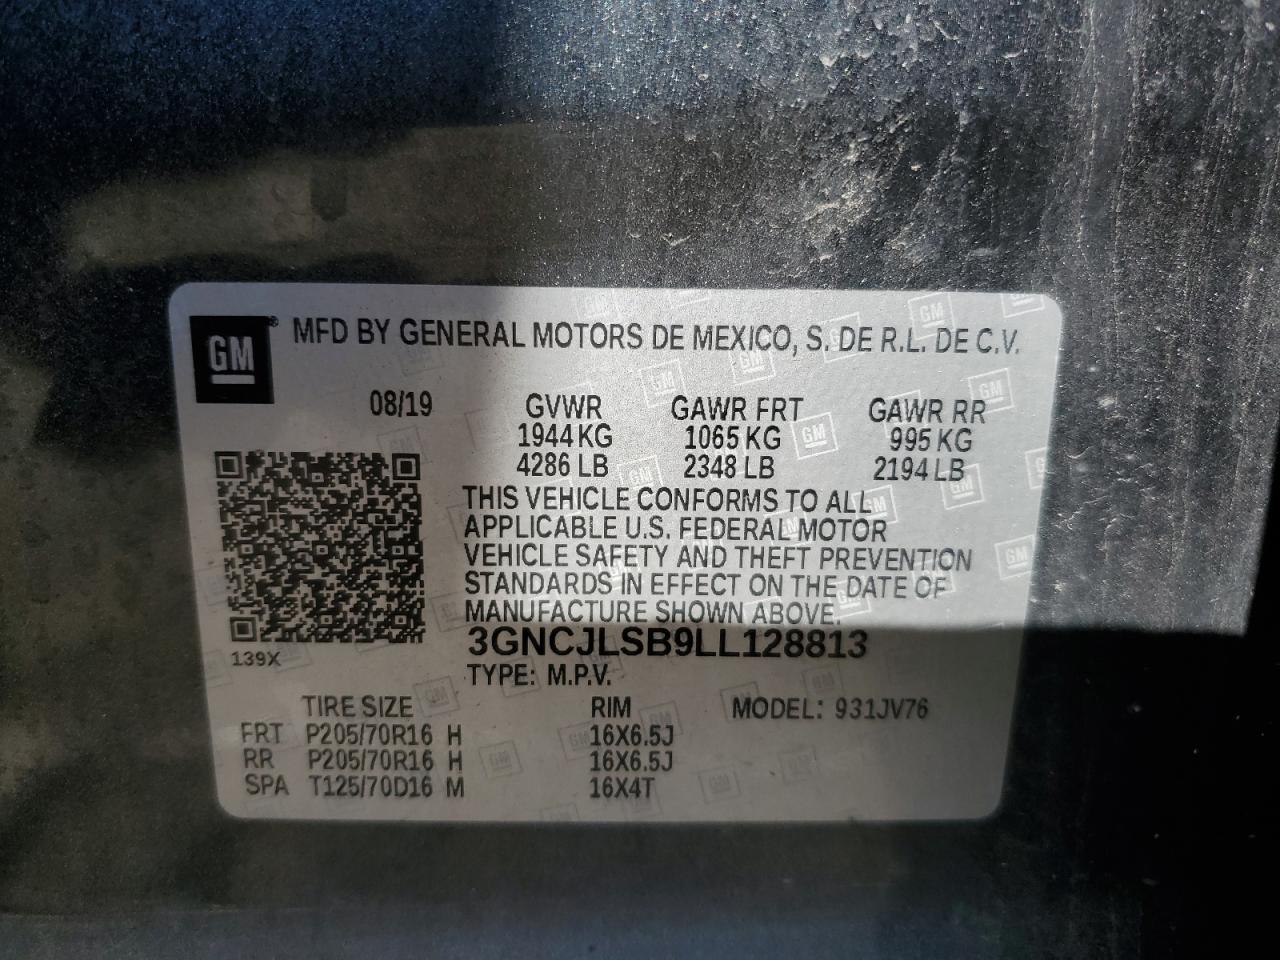 GM® MFD BY GENERAL MOTORS DE MEXICO, S. DE R.L. DE C.V.
08/19 GVWR GAWR FRT GAWR RR
1944 KG 1065 KG 995 KG
4286 LB 2348 LB 2194 LB
THIS VEHICLE CONFORMS TO ALL
APPLICABLE U.S. FEDERAL MOTOR
VEHICLE SAFETY AND THEFT PREVENTION
STANDARDS IN EFFECT ON THE DATE OF
MANUFACTURE SHOWN ABOVE.
3GNCJLSB9LL128813
139X
TYPE: M.P.V.
TIRE SIZE RIM MODEL: 931JV76
FRT P205/70R16 H 16X6.5J
RR P205/70R16 H 16X6.5J
SPA T125/70D16 M 16X4T